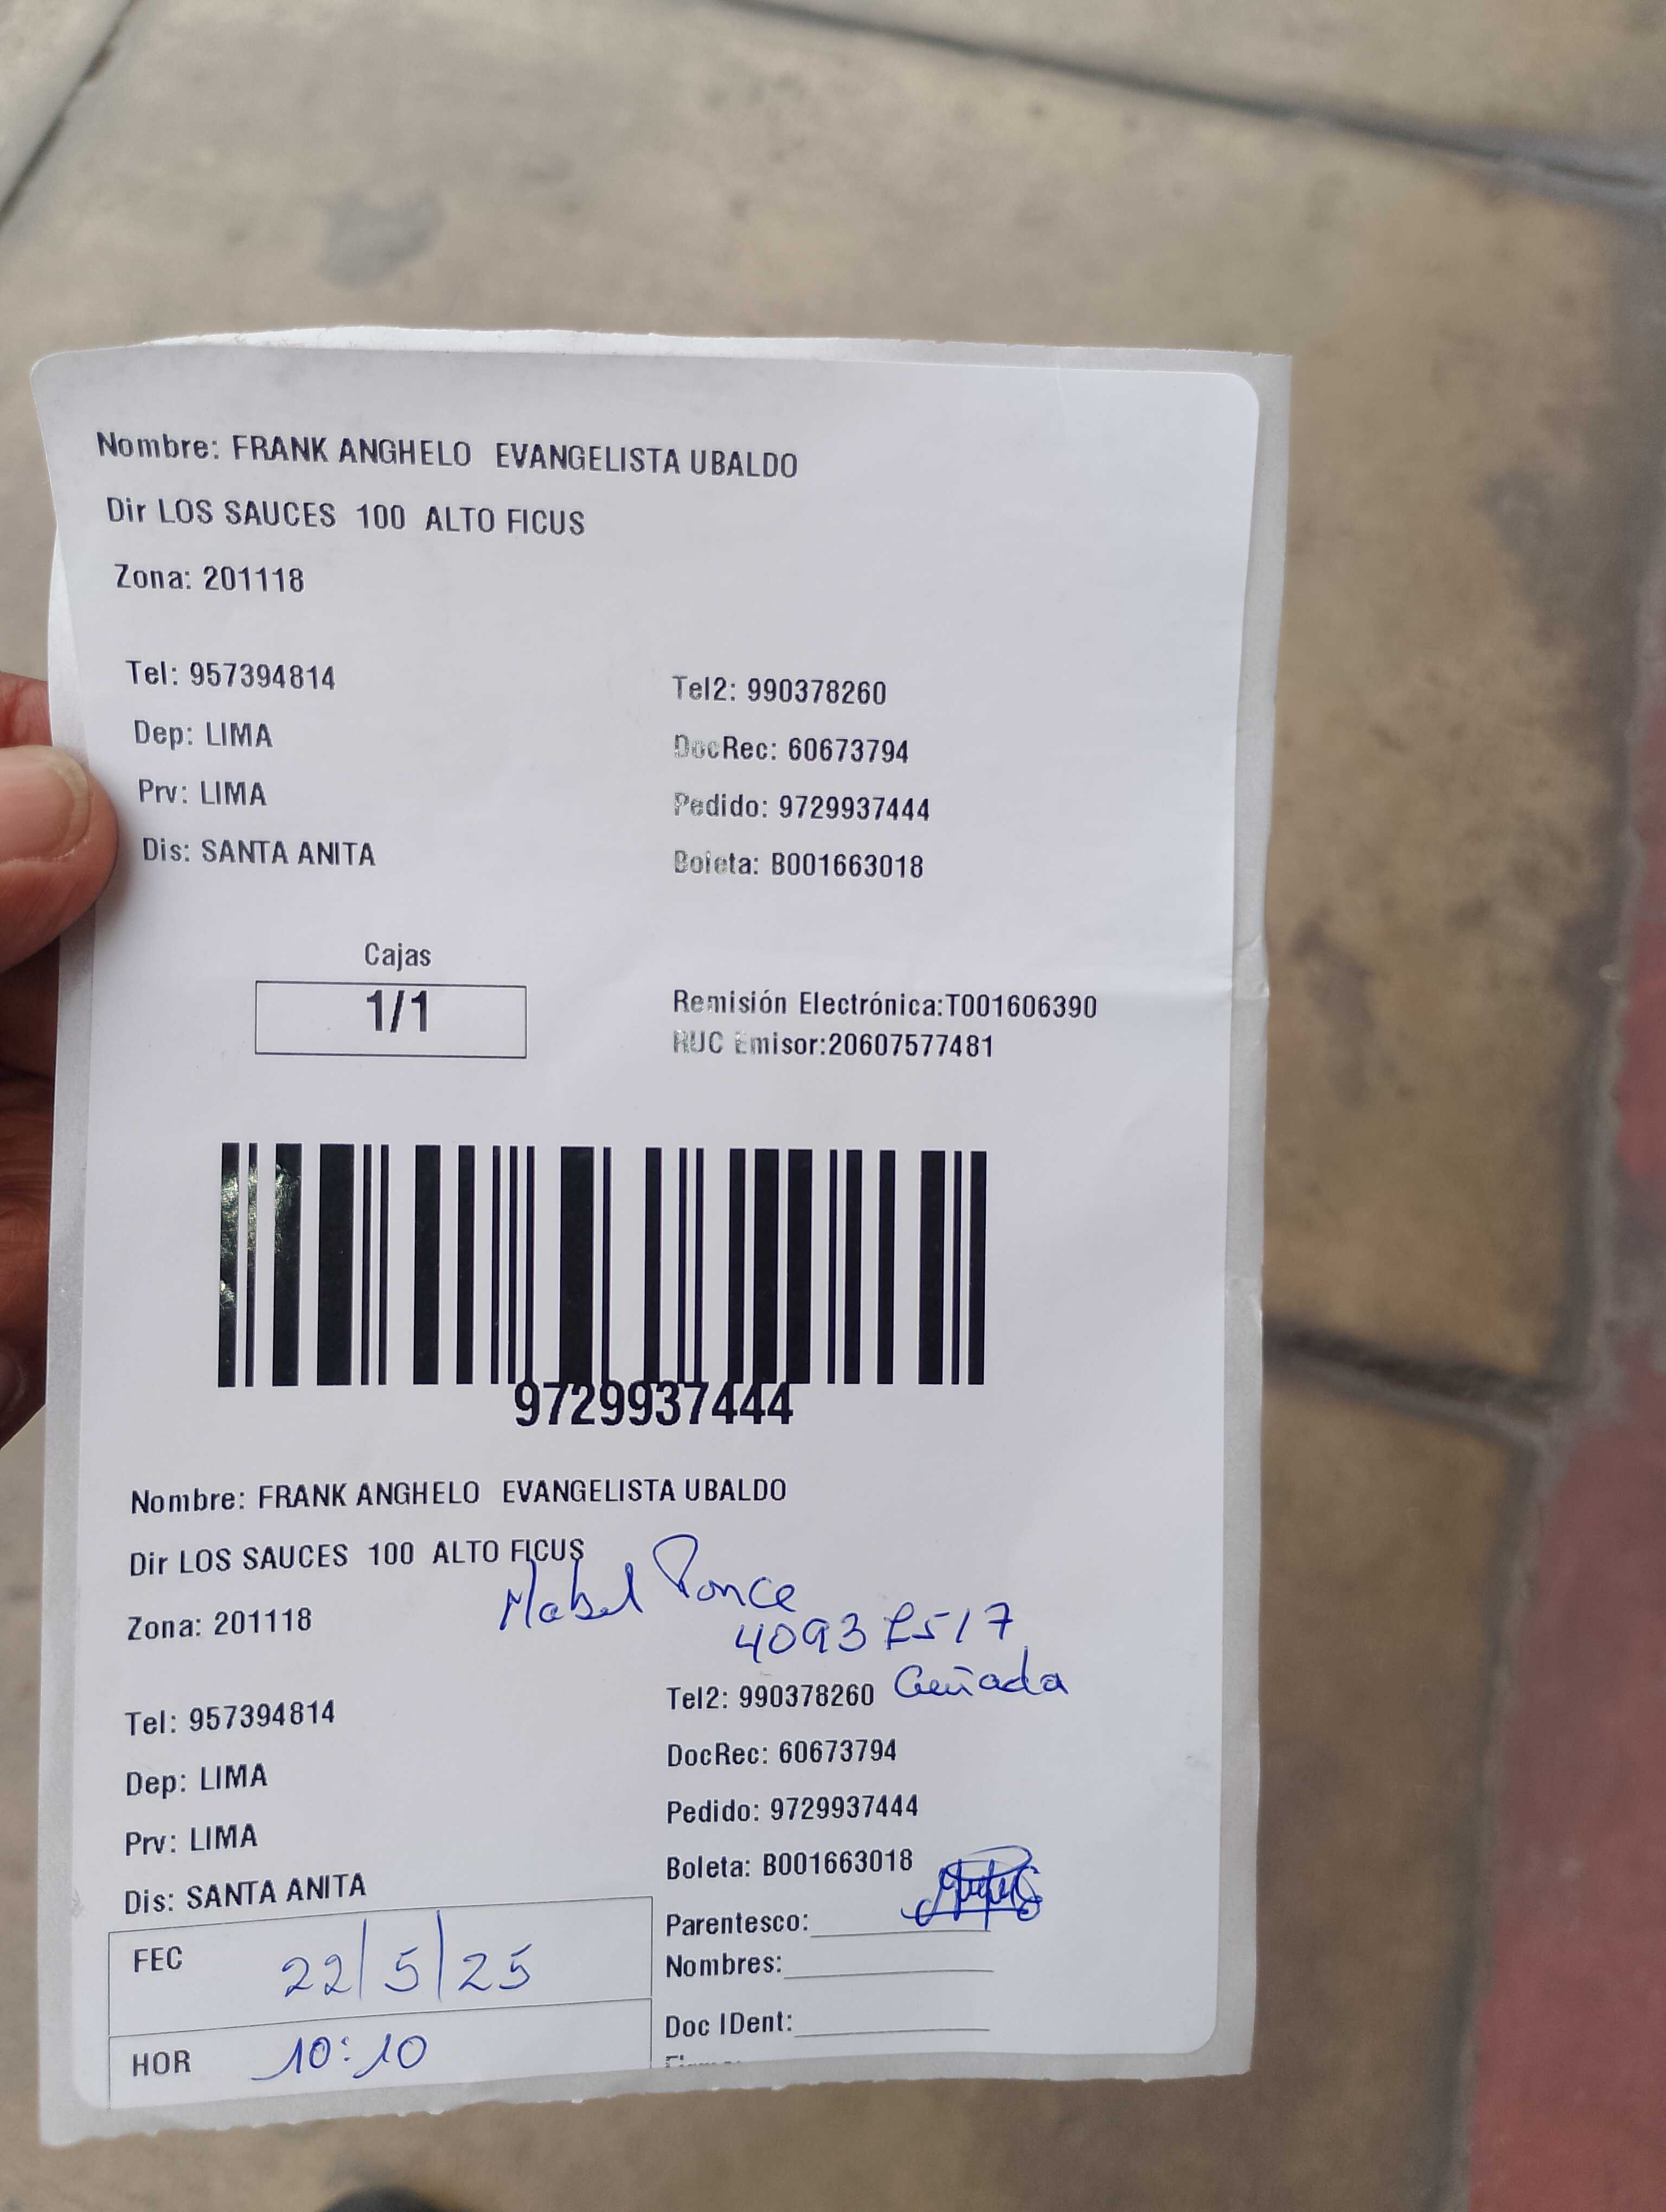 Nombre: FRANK ANGHELO EVANGELISTA UBALDO
Dir LOS SAUCES 100 ALTO FICUS
Zona: 201118
Tel: 957394814
Tel2: 990378260
Dep: LIMA
DocRec: 60673794
Prv: LIMA
Pedido: 9729937444
Dis: SANTA ANITA
Boleta: B001663018
Cajas
1/1
Remisión Electrónica:T001606390
RUC Emisor:20607577481
9729937444
Nombre: FRANK ANGHELO EVANGELISTA UBALDO
Dir LOS SAUCES 100 ALTO FICUS
Mabel Ponce
Zona: 201118
Tel2: 990378260 Cuñada
Tel: 957394814
DocRec: 60673794
Dep: LIMA
Pedido: 9729937444
Prv: LIMA
Boleta: B001663018
Dis: SANTA ANITA
Parentesco:
FEC 22/5/25
Nombres:
Doc IDent:
HOR 10:10